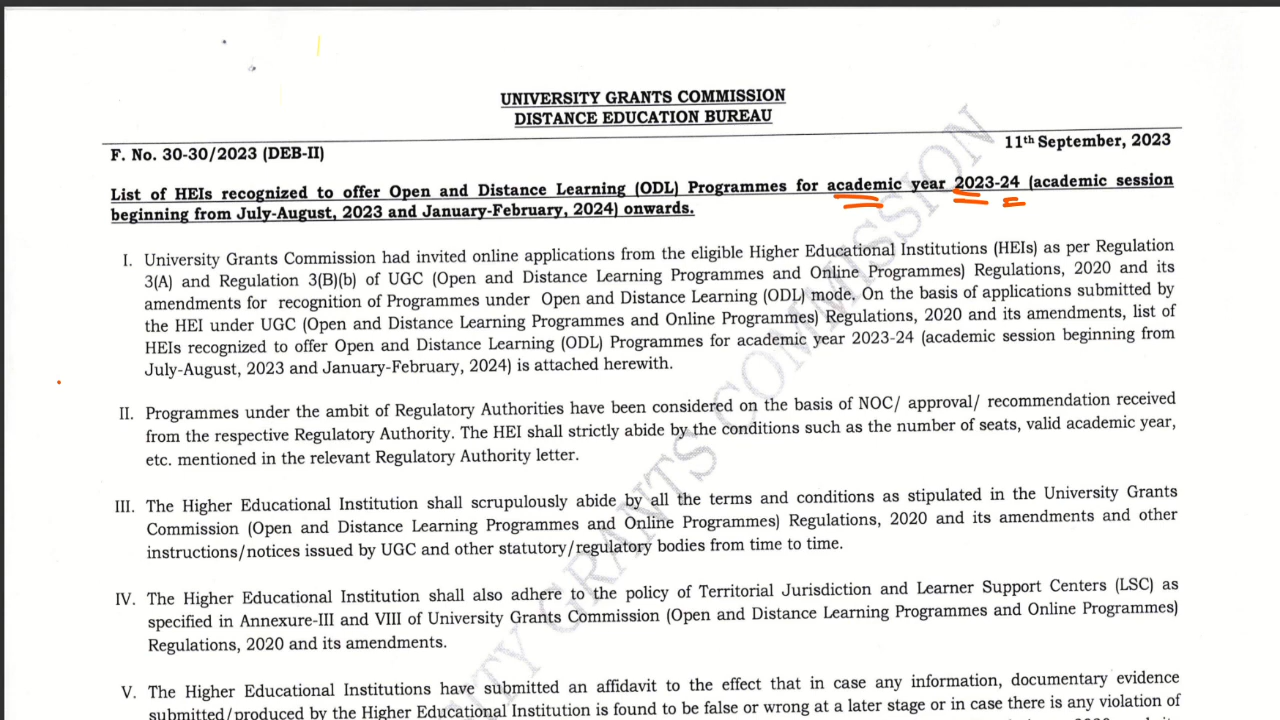 UNIVERSITY GRANTS COMMISSION
DISTANCE EDUCATION BUREAU
F. No. 30-30/2023 (DEB-II)
11th September, 2023
List of HEIs recognized to offer Open and Distance Learning (ODL) Programmes for academic year 2023-24 (academic session
beginning from July-August, 2023 and January-February, 2024) onwards.
I. University Grants Commission had invited online applications from the eligible Higher Educational Institutions (HEIs) as per Regulation
3(A) and Regulation 3(B)(b) of UGC (Open and Distance Learning Programmes and Online Programmes) Regulations, 2020 and its
amendments for recognition of Programmes under Open and Distance Learning (ODL) mode. On the basis of applications submitted by
the HEI under UGC (Open and Distance Learning Programmes and Online Programmes) Regulations, 2020 and its amendments, list of
HEIs recognized to offer Open and Distance Learning (ODL) Programmes for academic year 2023-24 (academic session beginning from
July-August, 2023 and January-February, 2024) is attached herewith.
II. Programmes under the ambit of Regulatory Authorities have been considered on the basis of NOC/ approval/ recommendation received
from the respective Regulatory Authority. The HEI shall strictly abide by the conditions such as the number of seats, valid academic year,
etc. mentioned in the relevant Regulatory Authority letter.
III. The Higher Educational Institution shall scrupulously abide by all the terms and conditions as stipulated in the University Grants
Commission (Open and Distance Learning Programmes and Online Programmes) Regulations, 2020 and its amendments and other
instructions/notices issued by UGC and other statutory/regulatory bodies from time to time.
IV. The Higher Educational Institution shall also adhere to the policy of Territorial Jurisdiction and Learner Support Centers (LSC) as
specified in Annexure-III and VIII of University Grants Commission (Open and Distance Learning Programmes and Online Programmes)
Regulations, 2020 and its amendments.
V. The Higher Educational Institutions have submitted an affidavit to the effect that in case any information, documentary evidence
submitted/produced by the Higher Educational Institution is found to be false or wrong at a later stage or in case there is any violation of
GRANTS COMMISSION